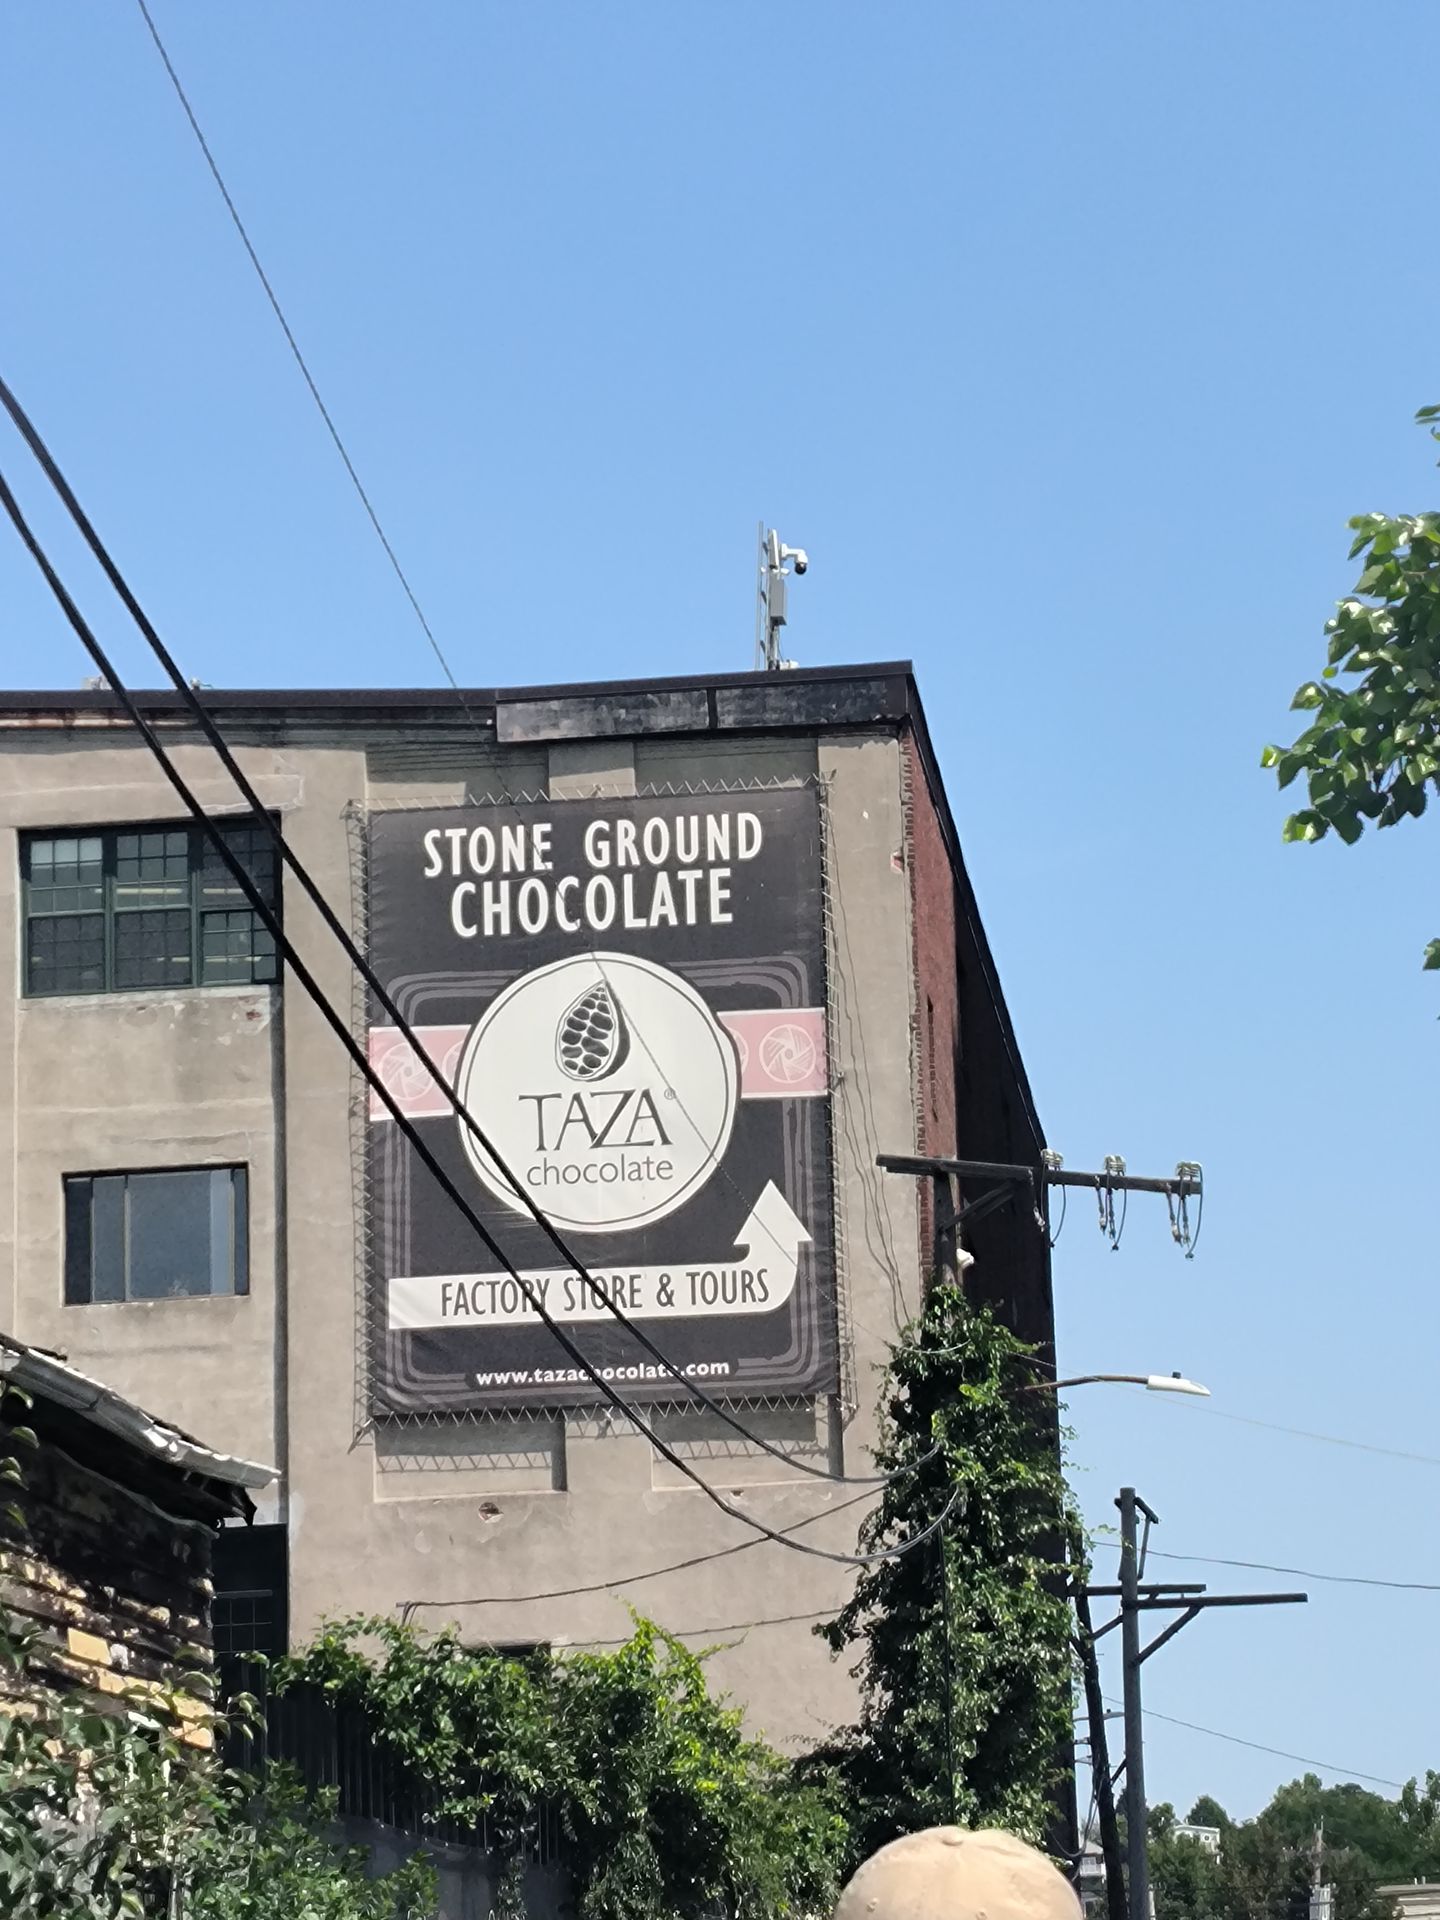 STONE GROUND
CHOCOLATE
TAZA®
chocolate
FACTORY STORE & TOURS
www.tazachocolate.com